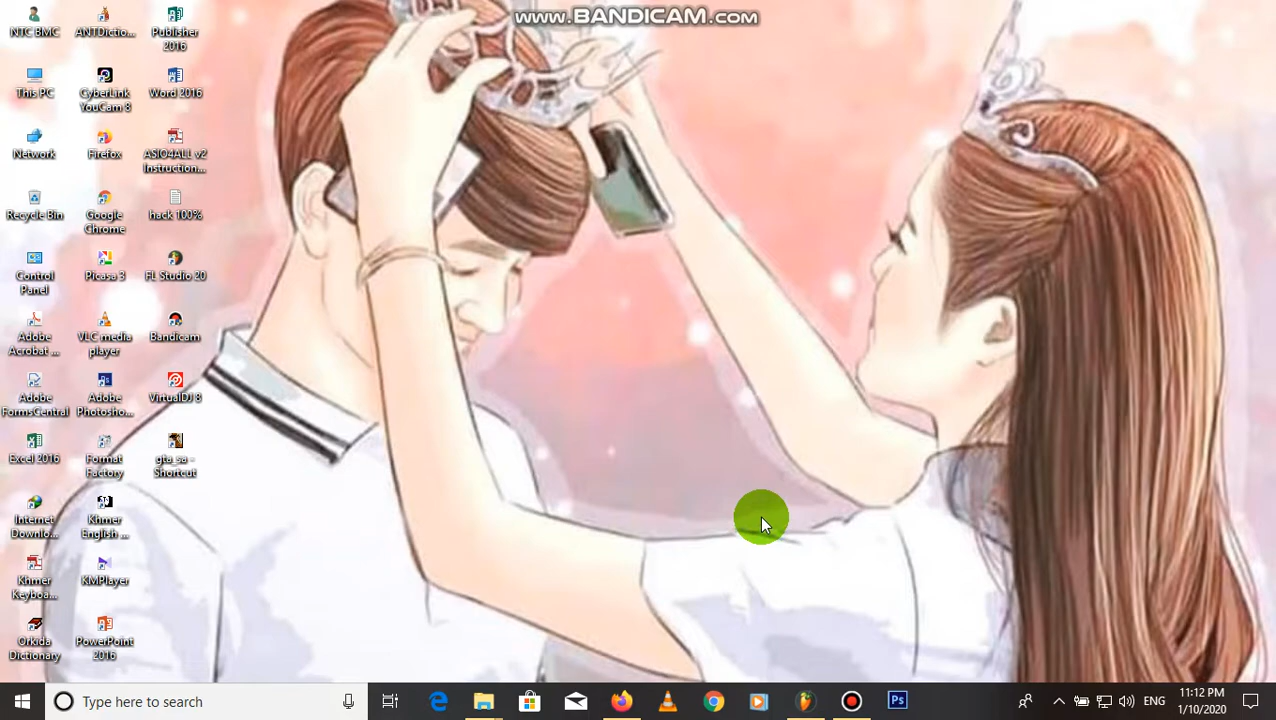 www.BANDICAM.com
NTC BMC
ANTDictio...
Publisher
2016
This PC
CyberLink
YouCam 8
Word 2016
Network
Firefox
ASIO4ALL v2
Instruction...
Recycle Bin
Google
Chrome
hack 100%
Control
Panel
Picasa 3
FL Studio 20
Adobe
Acrobat ...
VLC media
player
Bandicam
Adobe
FormsCentral
Adobe
Photosho...
VirtualDJ 8
Excel 2016
Format
Factory
gta_sa -
Shortcut
Internet
Downlo...
Khmer
English ...
Khmer
Keyboa...
KMPlayer
Orkida
Dictionary
PowerPoint
2016
Type here to search
ENG
11:12 PM
1/10/2020